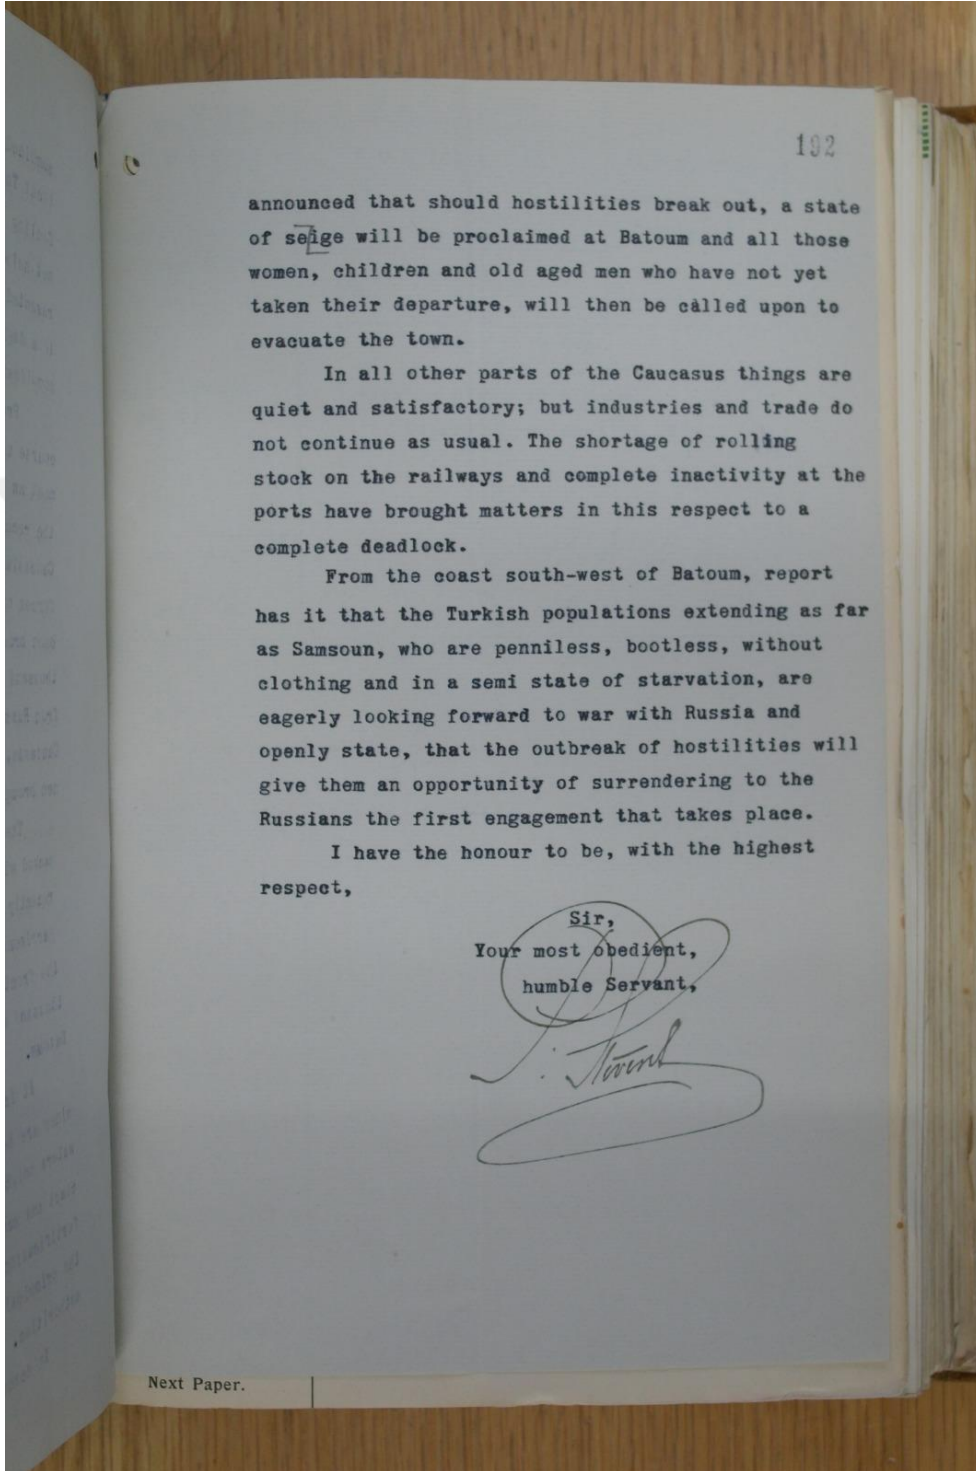 192
announced that should hostilities break out, a state
of seige will be proclaimed at Batoum and all those
women, children and old aged men who have not yet
taken their departure, will then be called upon to
evacuate the town.
In all other parts of the Caucasus things are
quiet and satisfactory; but industries and trade do
not continue as usual. The shortage of rolling
stock on the railways and complete inactivity at the
ports have brought matters in this respect to a
complete deadlock.
From the coast south-west of Batoum, report
has it that the Turkish populations extending as far
as Samsoun, who are penniless, bootless, without
clothing and in a semi state of starvation, are
eagerly looking forward to war with Russia and
openly state, that the outbreak of hostilities will
give them an opportunity of surrendering to the
Russians the first engagement that takes place.
I have the honour to be, with the highest
respect,
Sir,
Your most obedient,
humble Servant,
Stevens
Next Paper.